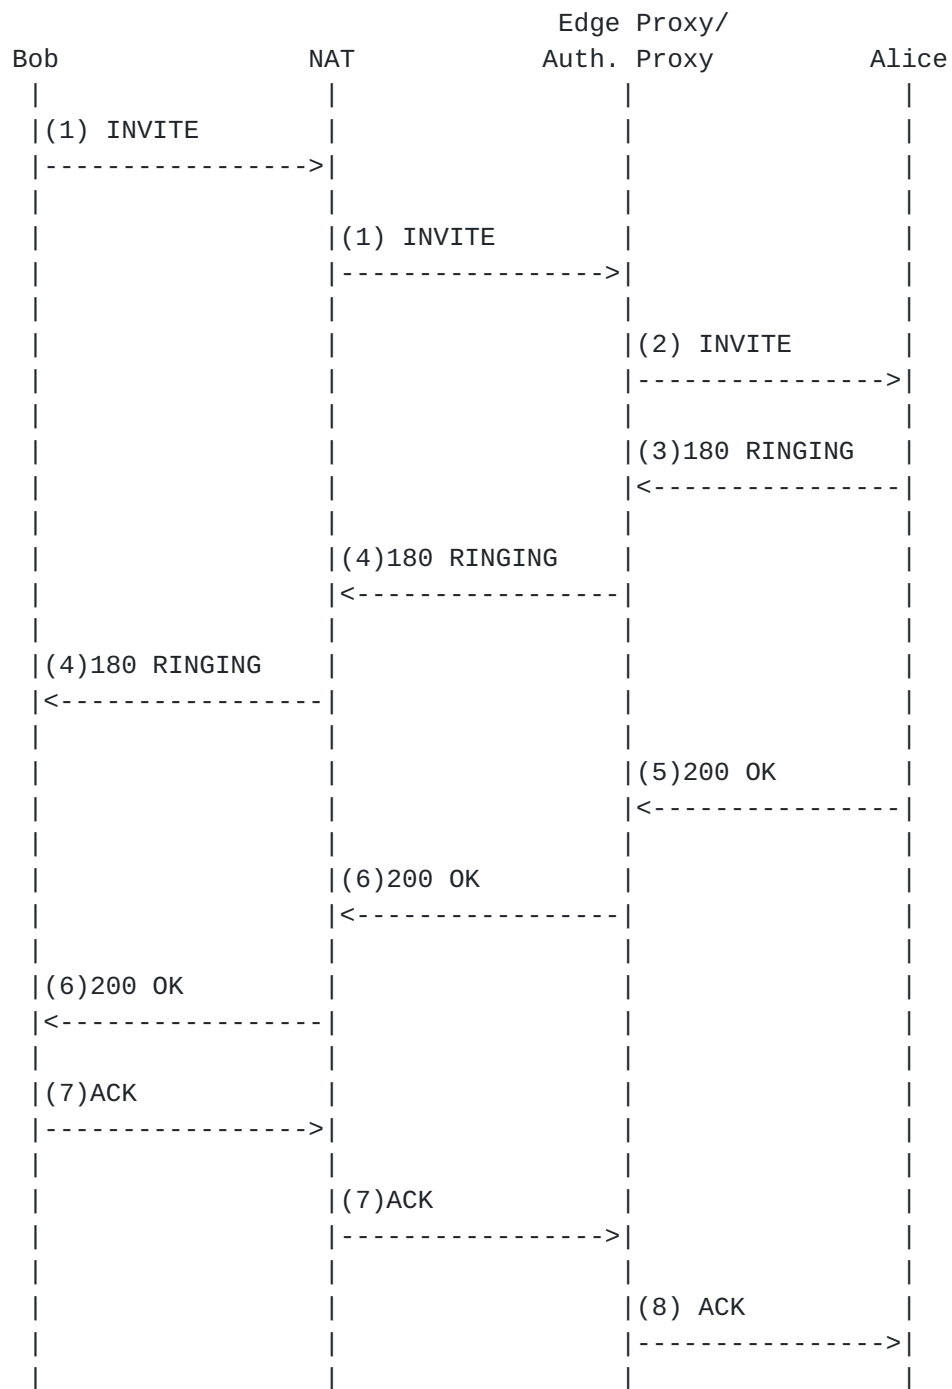 Edge Proxy/
Bob NAT Auth. Proxy Alice
(1) INVITE
(1) INVITE
(2) INVITE
(3)180 RINGING
(4)180 RINGING
(4)180 RINGING
(5)200 OK
(6)200 OK
(6)200 OK
(7)ACK
(7)ACK
(8) ACK